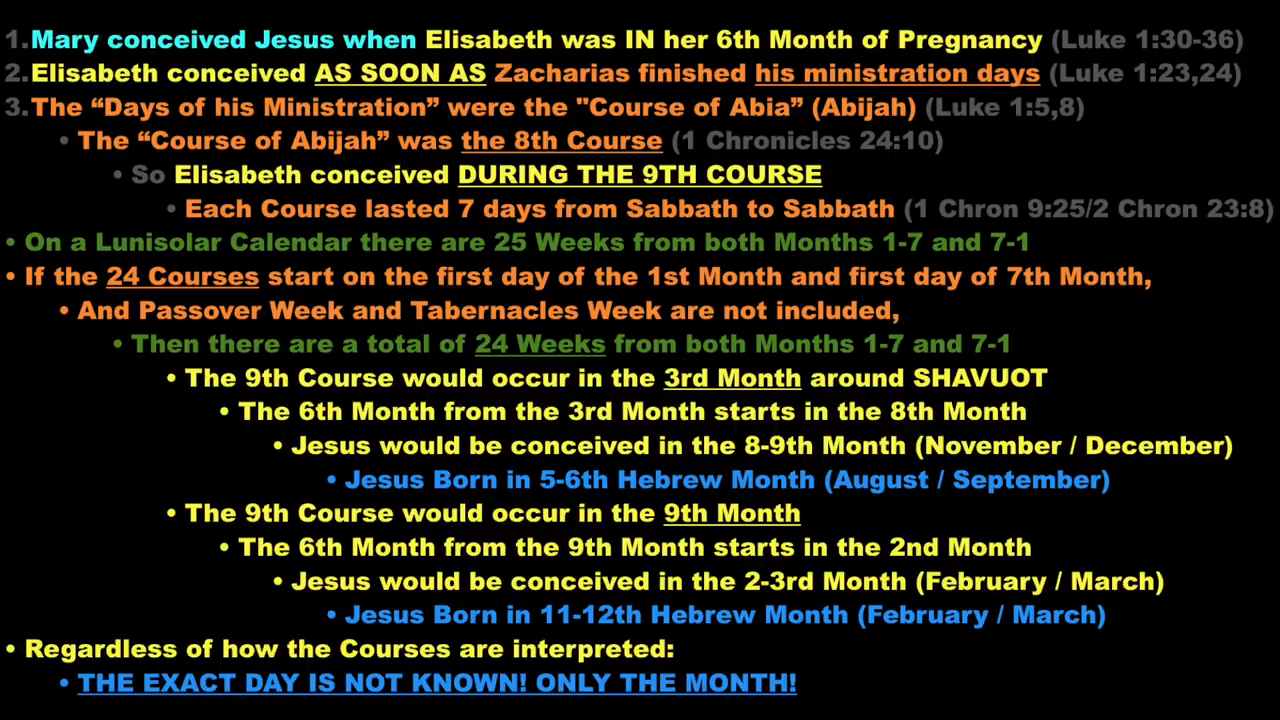 1.Mary conceived Jesus when Elisabeth was IN her 6th Month of Pregnancy (Luke 1:30-36)
2.Elisabeth conceived AS SOON AS Zacharias finished his ministration days (Luke 1:23,24)
3.The “Days of his Ministration” were the "Course of Abia” (Abijah) (Luke 1:5,8)
• The “Course of Abijah” was the 8th Course (1 Chronicles 24:10)
• So Elisabeth conceived DURING THE 9TH COURSE
• Each Course lasted 7 days from Sabbath to Sabbath (1 Chron 9:25/2 Chron 23:8)
• On a Lunisolar Calendar there are 25 Weeks from both Months 1-7 and 7-1
• If the 24 Courses start on the first day of the 1st Month and first day of 7th Month,
• And Passover Week and Tabernacles Week are not included,
• Then there are a total of 24 Weeks from both Months 1-7 and 7-1
• The 9th Course would occur in the 3rd Month around SHAVUOT
• The 6th Month from the 3rd Month starts in the 8th Month
• Jesus would be conceived in the 8-9th Month (November / December)
• Jesus Born in 5-6th Hebrew Month (August / September)
• The 9th Course would occur in the 9th Month
• The 6th Month from the 9th Month starts in the 2nd Month
• Jesus would be conceived in the 2-3rd Month (February / March)
• Jesus Born in 11-12th Hebrew Month (February / March)
• Regardless of how the Courses are interpreted:
• THE EXACT DAY IS NOT KNOWN! ONLY THE MONTH!